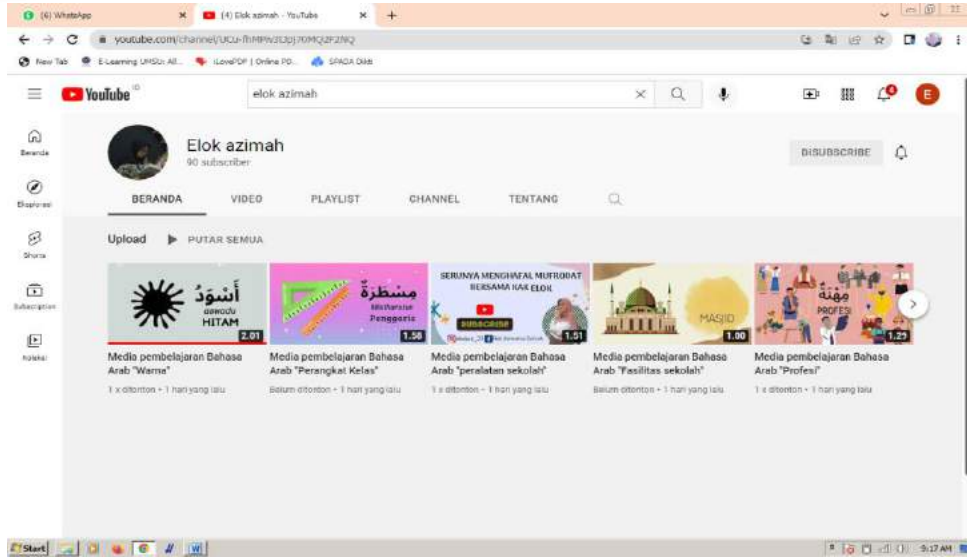 (6) WhatsApp
(4) Elok azimah - YouTube
New Tab
E-Learning UMSU: All...
iLovePDF | Online PD...
SPADA Dikti
YouTube ID
elok azimah
E
Beranda
Eksplorasi
Shorts
Subscription
Koleksi
Elok azimah
90 subscriber
DISUBSCRIBE
BERANDA VIDEO PLAYLIST CHANNEL TENTANG
Upload PUTAR SEMUA
أَسْوَدُ
aswadu
HITAM
2.01
مِسْطَرَةٌ
Mistharatun
Penggaris
1.58
SERUNYA MENGHAFAL MUFRODAT
BERSAMA KAK ELOK
SUBSCRIBE
1.51
MASJID
1.00
مِهْنَةٌ
PROFESI
1.29
Media pembelajaran Bahasa
Arab "Warna"
1 x ditonton • 1 hari yang lalu
Media pembelajaran Bahasa
Arab "Perangkat Kelas"
Belum ditonton • 1 hari yang lalu
Media pembelajaran Bahasa
Arab "peralatan sekolah"
1 x ditonton • 1 hari yang lalu
Media pembelajaran Bahasa
Arab "Fasilitas sekolah"
Belum ditonton • 1 hari yang lalu
Media pembelajaran Bahasa
Arab "Profesi"
1 x ditonton • 1 hari yang lalu
Start
9:17 AM